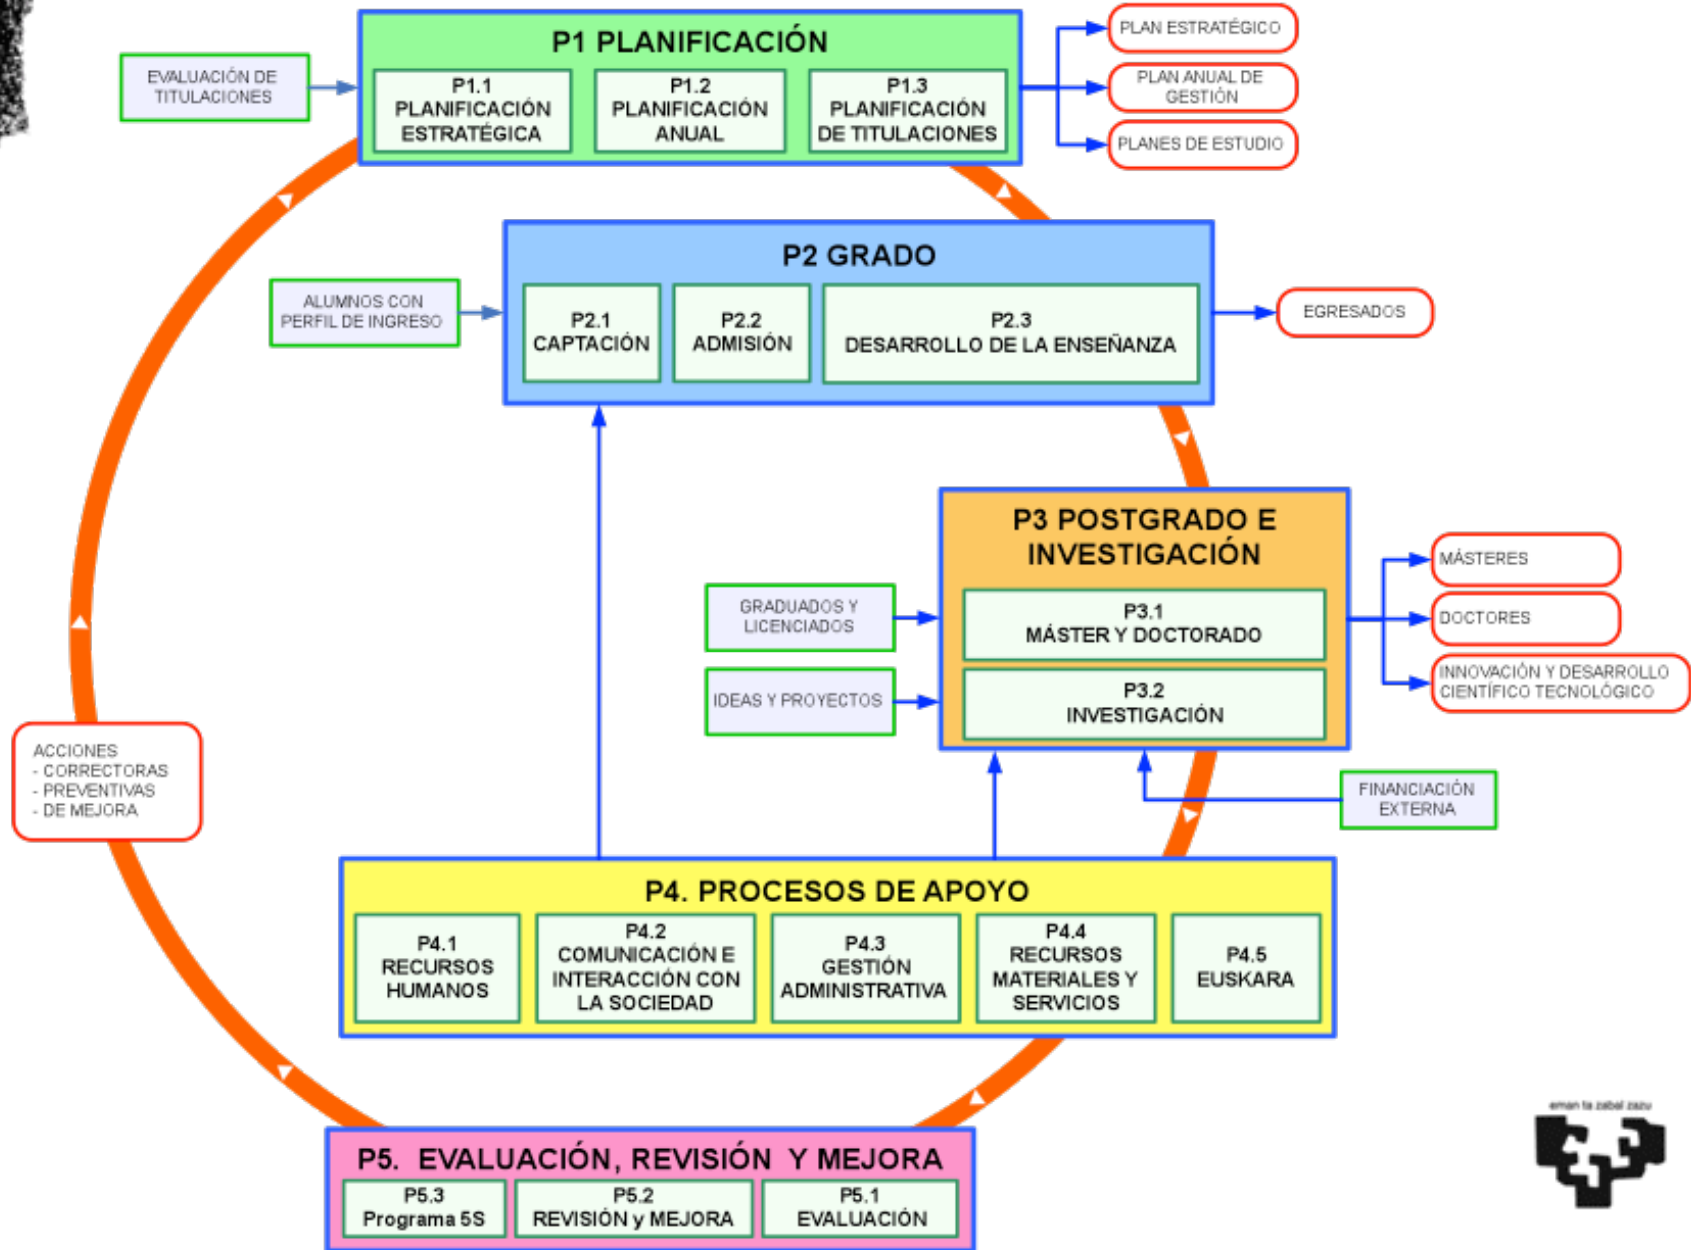 P1 PLANIFICACIÓN
EVALUACIÓN DE
TITULACIONES
P1.1
PLANIFICACIÓN
ESTRATÉGICA
P1.2
PLANIFICACIÓN
ANUAL
P1.3
PLANIFICACIÓN
DE TITULACIONES
PLAN ESTRATÉGICO
PLAN ANUAL DE
GESTIÓN
PLANES DE ESTUDIO
P2 GRADO
ALUMNOS CON
PERFIL DE INGRESO
P2.1
CAPTACIÓN
P2.2
ADMISIÓN
P2.3
DESARROLLO DE LA ENSEÑANZA
EGRESADOS
P3 POSTGRADO E
INVESTIGACIÓN
GRADUADOS Y
LICENCIADOS
IDEAS Y PROYECTOS
P3.1
MÁSTER Y DOCTORADO
P3.2
INVESTIGACIÓN
MÁSTERES
DOCTORES
INNOVACIÓN Y DESARROLLO
CIENTÍFICO TECNOLÓGICO
FINANCIACIÓN
EXTERNA
ACCIONES
- CORRECTORAS
- PREVENTIVAS
- DE MEJORA
P4. PROCESOS DE APOYO
P4.1
RECURSOS
HUMANOS
P4.2
COMUNICACIÓN E
INTERACCIÓN CON
LA SOCIEDAD
P4.3
GESTIÓN
ADMINISTRATIVA
P4.4
RECURSOS
MATERIALES Y
SERVICIOS
P4.5
EUSKARA
P5. EVALUACIÓN, REVISIÓN Y MEJORA
P5.3
Programa 5S
P5.2
REVISIÓN y MEJORA
P5.1
EVALUACIÓN
eman ta zabal zazu